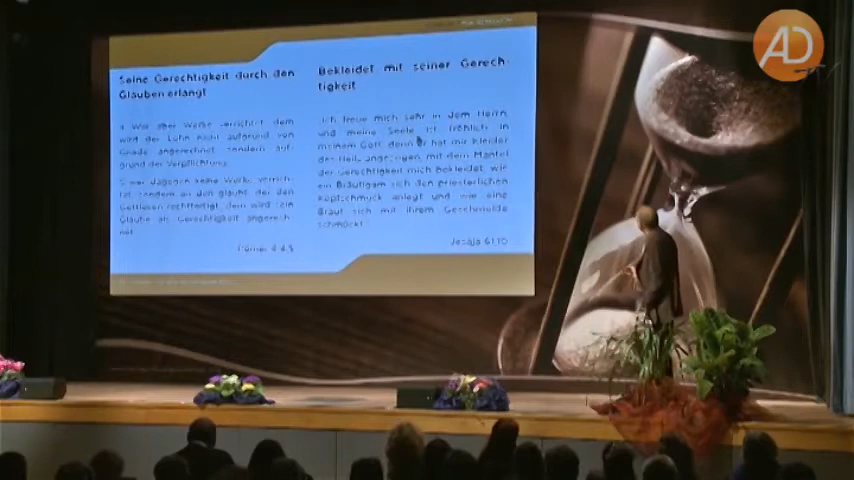 Seine Gerechtigkeit durch den
Glauben erlangt
4 Wer aber Werke verrichtet, dem
wird der Lohn nicht aufgrund von
Gnade angerechnet, sondern auf-
grund der Verpflichtung.
5 wer dagegen keine Werke verrich-
tet, sondern an den glaubt, der den
Gottlosen rechtfertigt, dem wird sein
Glaube als Gerechtigkeit angerech-
net.
Römer 4:4,5
Bekleidet mit seiner Gerech-
tigkeit
Ich freue mich sehr in dem Herrn,
und meine Seele ist fröhlich in
meinem Gott, denn er hat mir Kleider
des Heils angezogen, mit dem Mantel
der Gerechtigkeit mich bekleidet, wie
ein Bräutigam sich den priesterlichen
Kopfschmuck anlegt und wie eine
Braut sich mit ihrem Geschmeide
schmückt.
Jesaja 61:10
AD